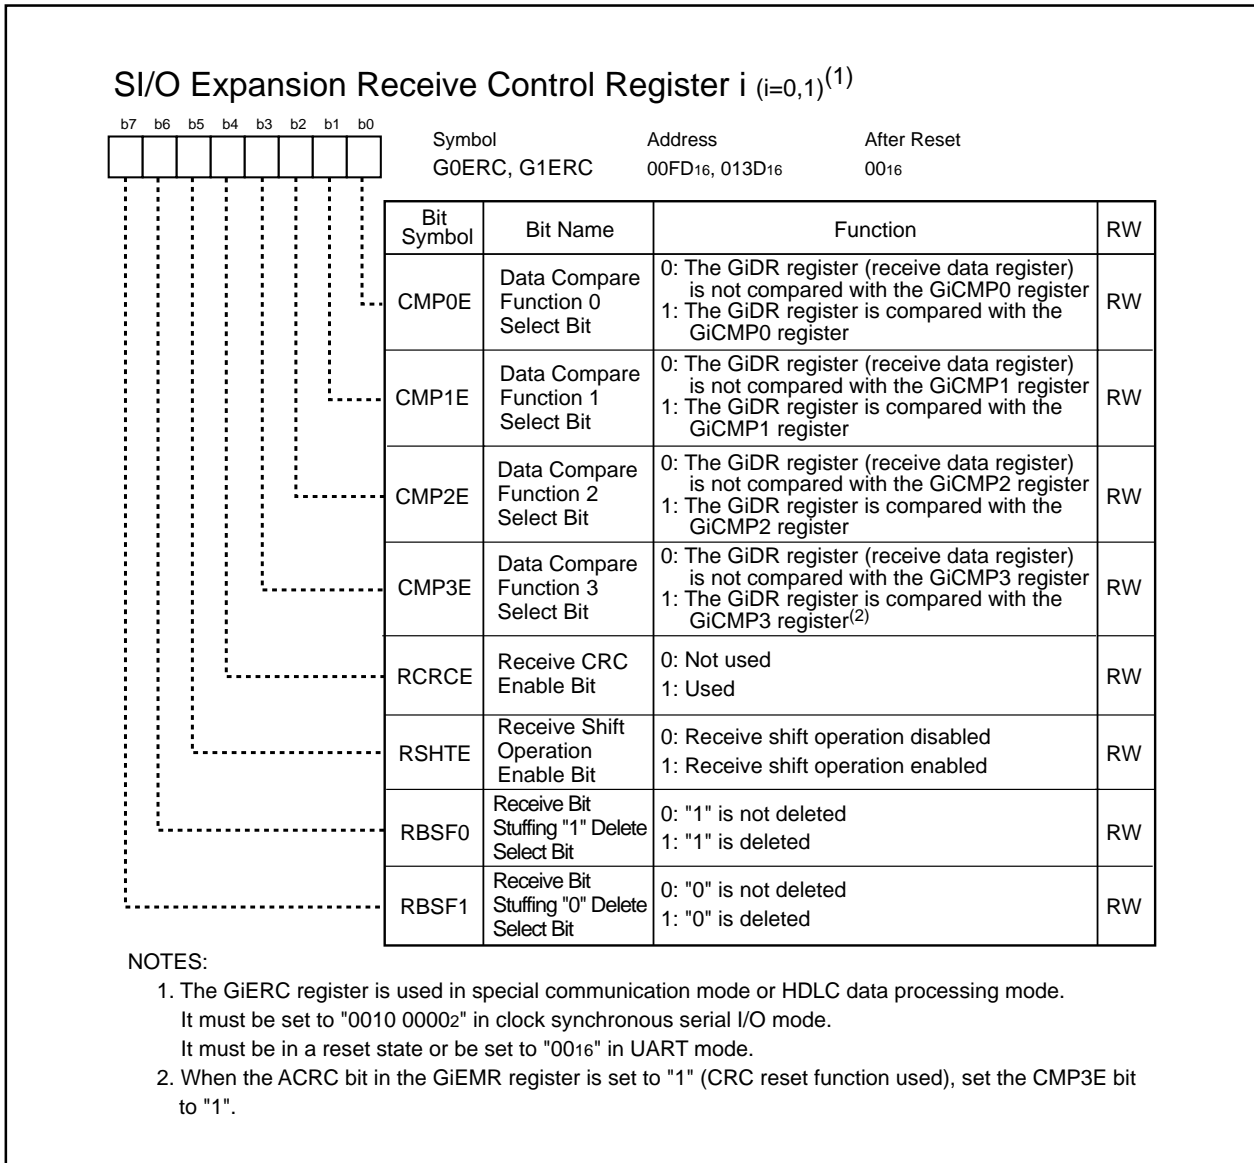 SI/O Expansion Receive Control Register i (i=0,1)(1)
b7 b6 b5 b4 b3 b2 b1 b0
Symbol Address After Reset
G0ERC, G1ERC 00FD16, 013D16 0016
Bit Symbol Bit Name Function RW
CMP0E
Data Compare
Function 0
Select Bit
0: The GiDR register (receive data register)
is not compared with the GiCMP0 register
1: The GiDR register is compared with the
GiCMP0 register
RW
CMP1E
Data Compare
Function 1
Select Bit
0: The GiDR register (receive data register)
is not compared with the GiCMP1 register
1: The GiDR register is compared with the
GiCMP1 register
RW
CMP2E
Data Compare
Function 2
Select Bit
0: The GiDR register (receive data register)
is not compared with the GiCMP2 register
1: The GiDR register is compared with the
GiCMP2 register
RW
CMP3E
Data Compare
Function 3
Select Bit
0: The GiDR register (receive data register)
is not compared with the GiCMP3 register
1: The GiDR register is compared with the
GiCMP3 register(2)
RW
RCRCE
Receive CRC
Enable Bit
0: Not used
1: Used
RW
RSHTE
Receive Shift
Operation
Enable Bit
0: Receive shift operation disabled
1: Receive shift operation enabled
RW
RBSF0
Receive Bit
Stuffing "1" Delete
Select Bit
0: "1" is not deleted
1: "1" is deleted
RW
RBSF1
Receive Bit
Stuffing "0" Delete
Select Bit
0: "0" is not deleted
1: "0" is deleted
RW
NOTES:
1. The GiERC register is used in special communication mode or HDLC data processing mode.
It must be set to "0010 00002" in clock synchronous serial I/O mode.
It must be in a reset state or be set to "0016" in UART mode.
2. When the ACRC bit in the GiEMR register is set to "1" (CRC reset function used), set the CMP3E bit
to "1".